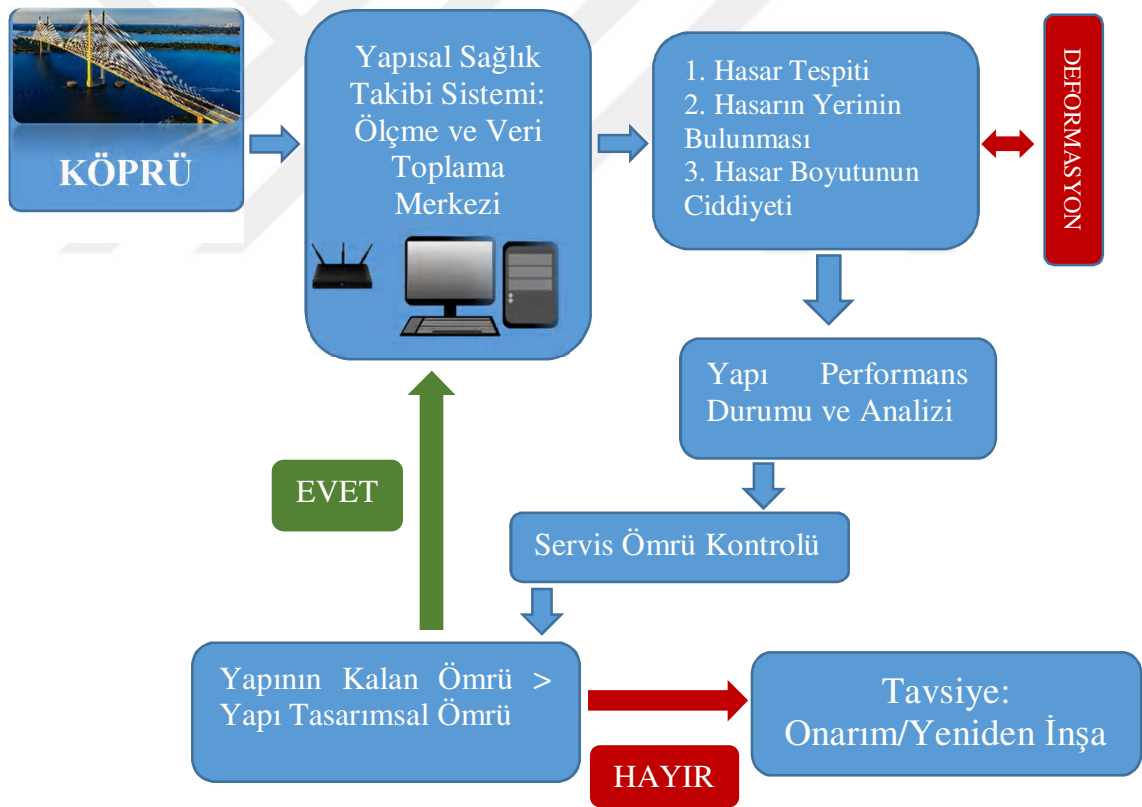 KÖPRÜ
Yapısal Sağlık
Takibi Sistemi:
Ölçme ve Veri
Toplama
Merkezi
1. Hasar Tespiti
2. Hasarın Yerinin
Bulunması
3. Hasar Boyutunun
Ciddiyeti
DEFORMASYON
Yapı Performans
Durumu ve Analizi
Servis Ömrü Kontrolü
Yapının Kalan Ömrü >
Yapı Tasarımsal Ömrü
EVET
HAYIR
Tavsiye:
Onarım/Yeniden İnşa